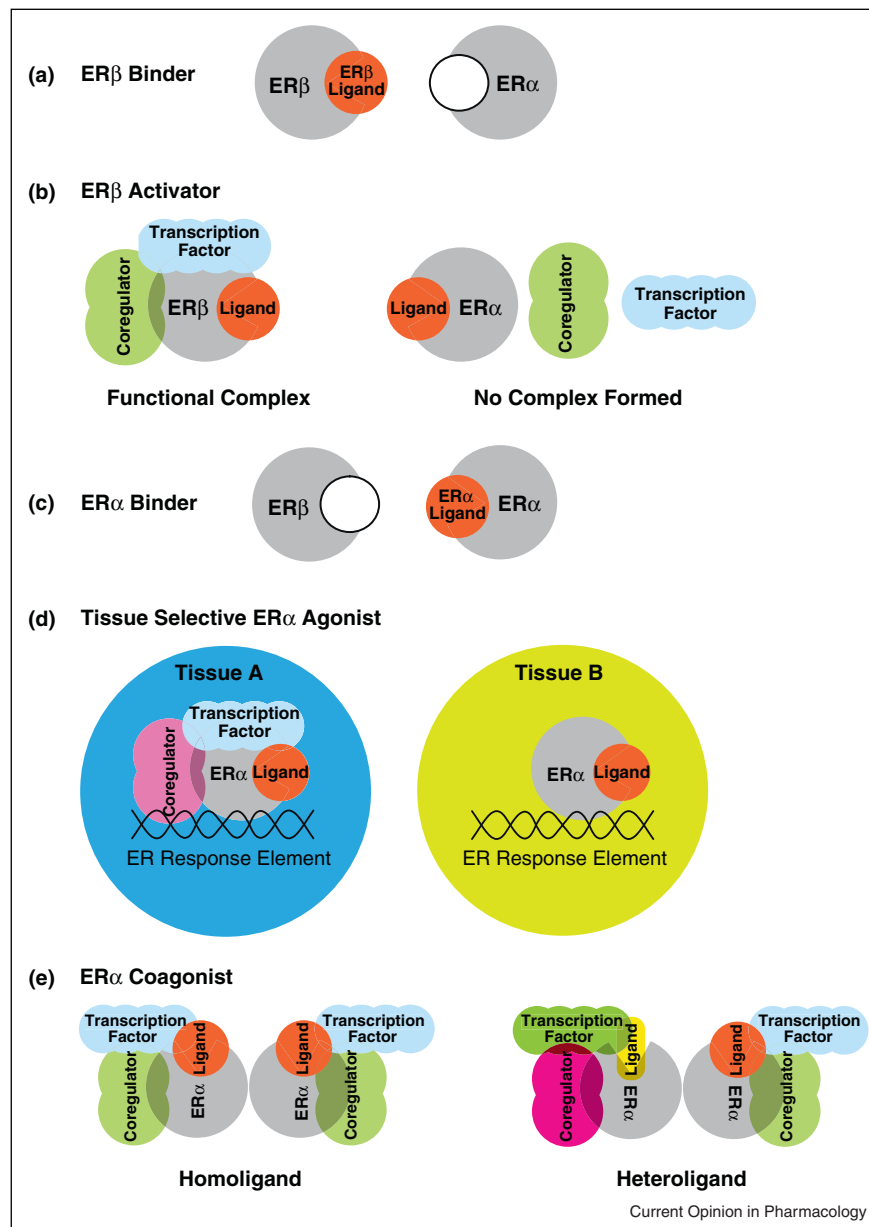 (a) ERβ Binder
ERβ
ERβ
Ligand
ERα
(b) ERβ Activator
Transcription
Factor
Coregulator
ERβ
Ligand
Ligand
ERα
Coregulator
Transcription
Factor
Functional Complex
No Complex Formed
(c) ERα Binder
ERβ
ERα
Ligand
ERα
(d) Tissue Selective ERα Agonist
Tissue A
Transcription
Factor
Coregulator
ERα
Ligand
ER Response Element
Tissue B
ERα
Ligand
ER Response Element
(e) ERα Coagonist
Transcription
Factor
Ligand
Coregulator
ERα
Ligand
Transcription
Factor
ERα
Coregulator
Homoligand
Transcription
Factor
Ligand
Coregulator
ERα
Ligand
Transcription
Factor
ERα
Coregulator
Heteroligand
Current Opinion in Pharmacology